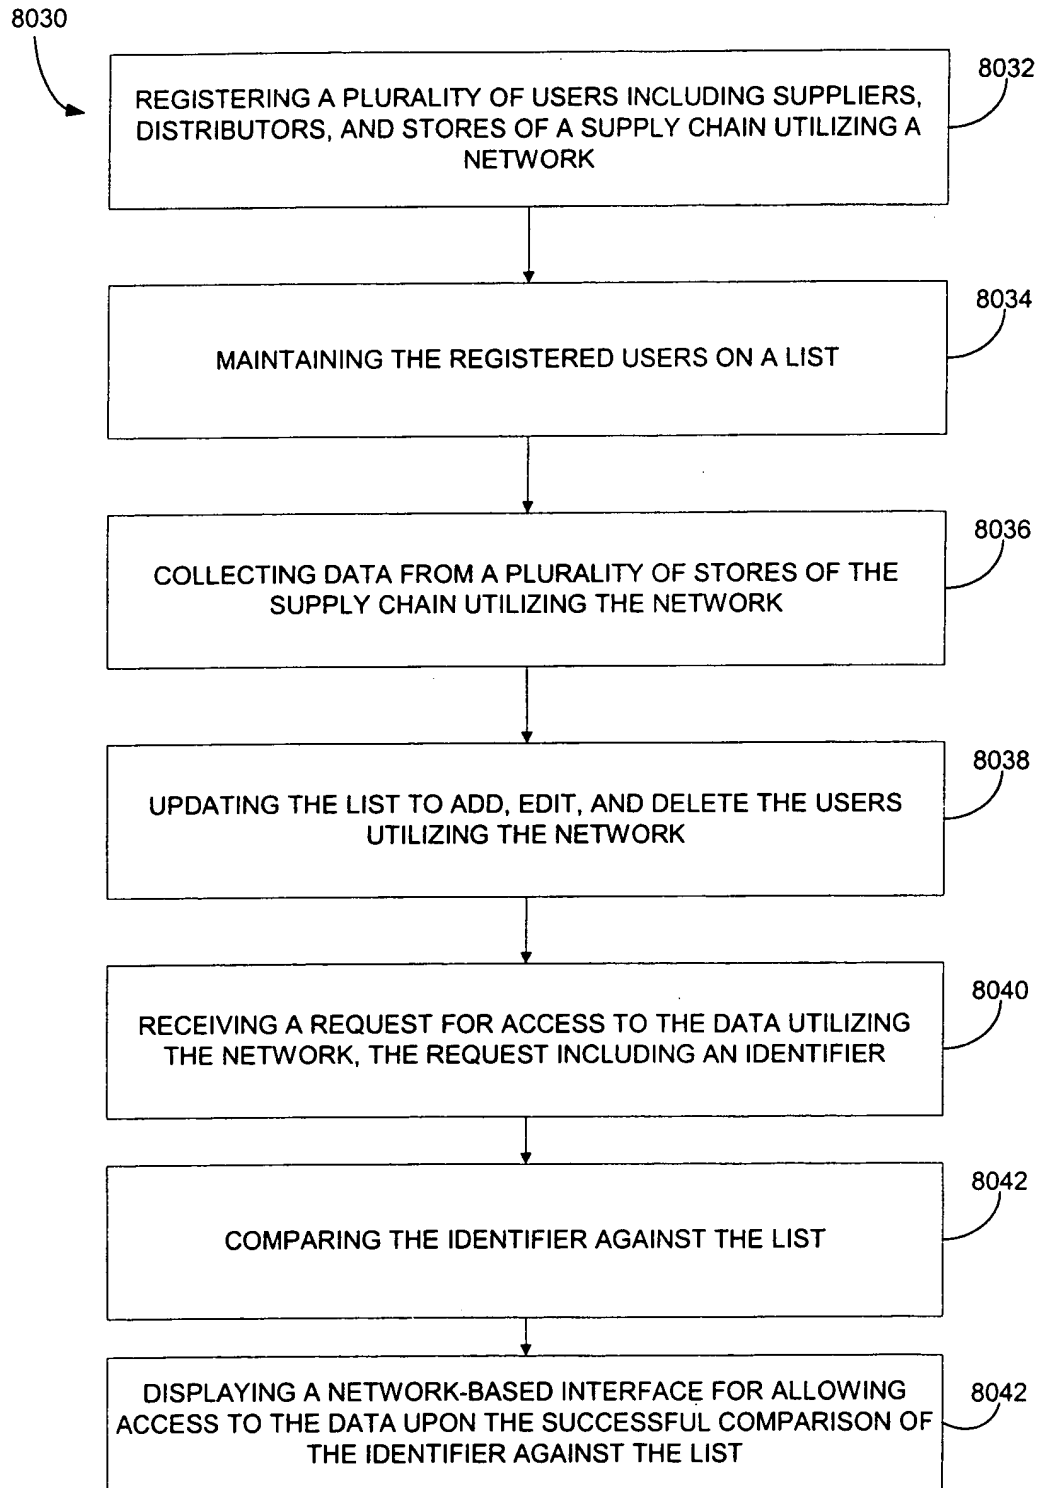 8030
8032
REGISTERING A PLURALITY OF USERS INCLUDING SUPPLIERS,
DISTRIBUTORS, AND STORES OF A SUPPLY CHAIN UTILIZING A
NETWORK
8034
MAINTAINING THE REGISTERED USERS ON A LIST
8036
COLLECTING DATA FROM A PLURALITY OF STORES OF THE
SUPPLY CHAIN UTILIZING THE NETWORK
8038
UPDATING THE LIST TO ADD, EDIT, AND DELETE THE USERS
UTILIZING THE NETWORK
8040
RECEIVING A REQUEST FOR ACCESS TO THE DATA UTILIZING
THE NETWORK, THE REQUEST INCLUDING AN IDENTIFIER
8042
COMPARING THE IDENTIFIER AGAINST THE LIST
8042
DISPLAYING A NETWORK-BASED INTERFACE FOR ALLOWING
ACCESS TO THE DATA UPON THE SUCCESSFUL COMPARISON OF
THE IDENTIFIER AGAINST THE LIST